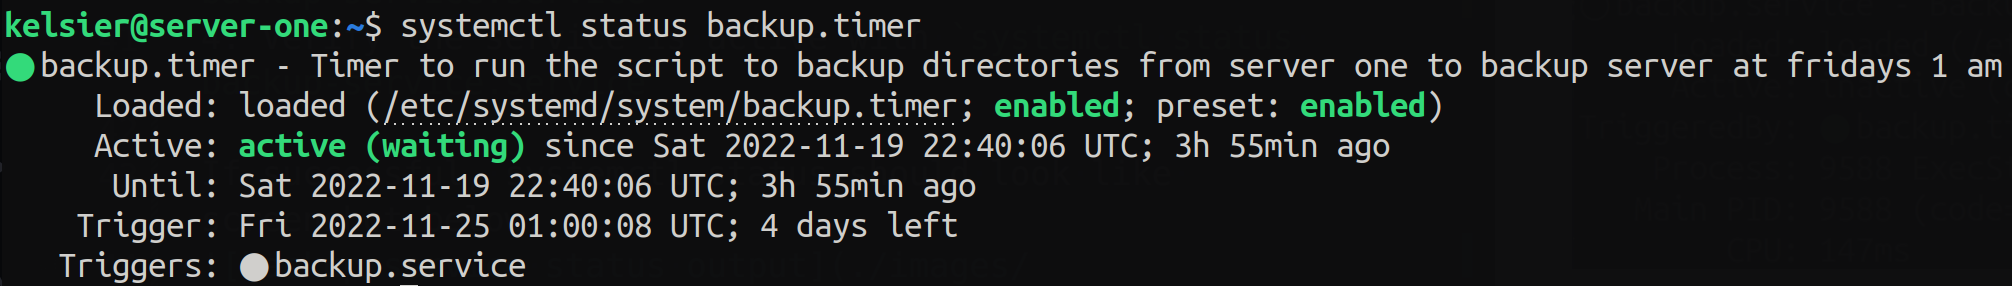 kelsier@server-one:~$ systemctl status backup.timer
● backup.timer - Timer to run the script to backup directories from server one to backup server at fridays 1 am
Loaded: loaded (/etc/systemd/system/backup.timer; enabled; preset: enabled)
Active: active (waiting) since Sat 2022-11-19 22:40:06 UTC; 3h 55min ago
Until: Sat 2022-11-19 22:40:06 UTC; 3h 55min ago
Trigger: Fri 2022-11-25 01:00:08 UTC; 4 days left
Triggers: ● backup.service